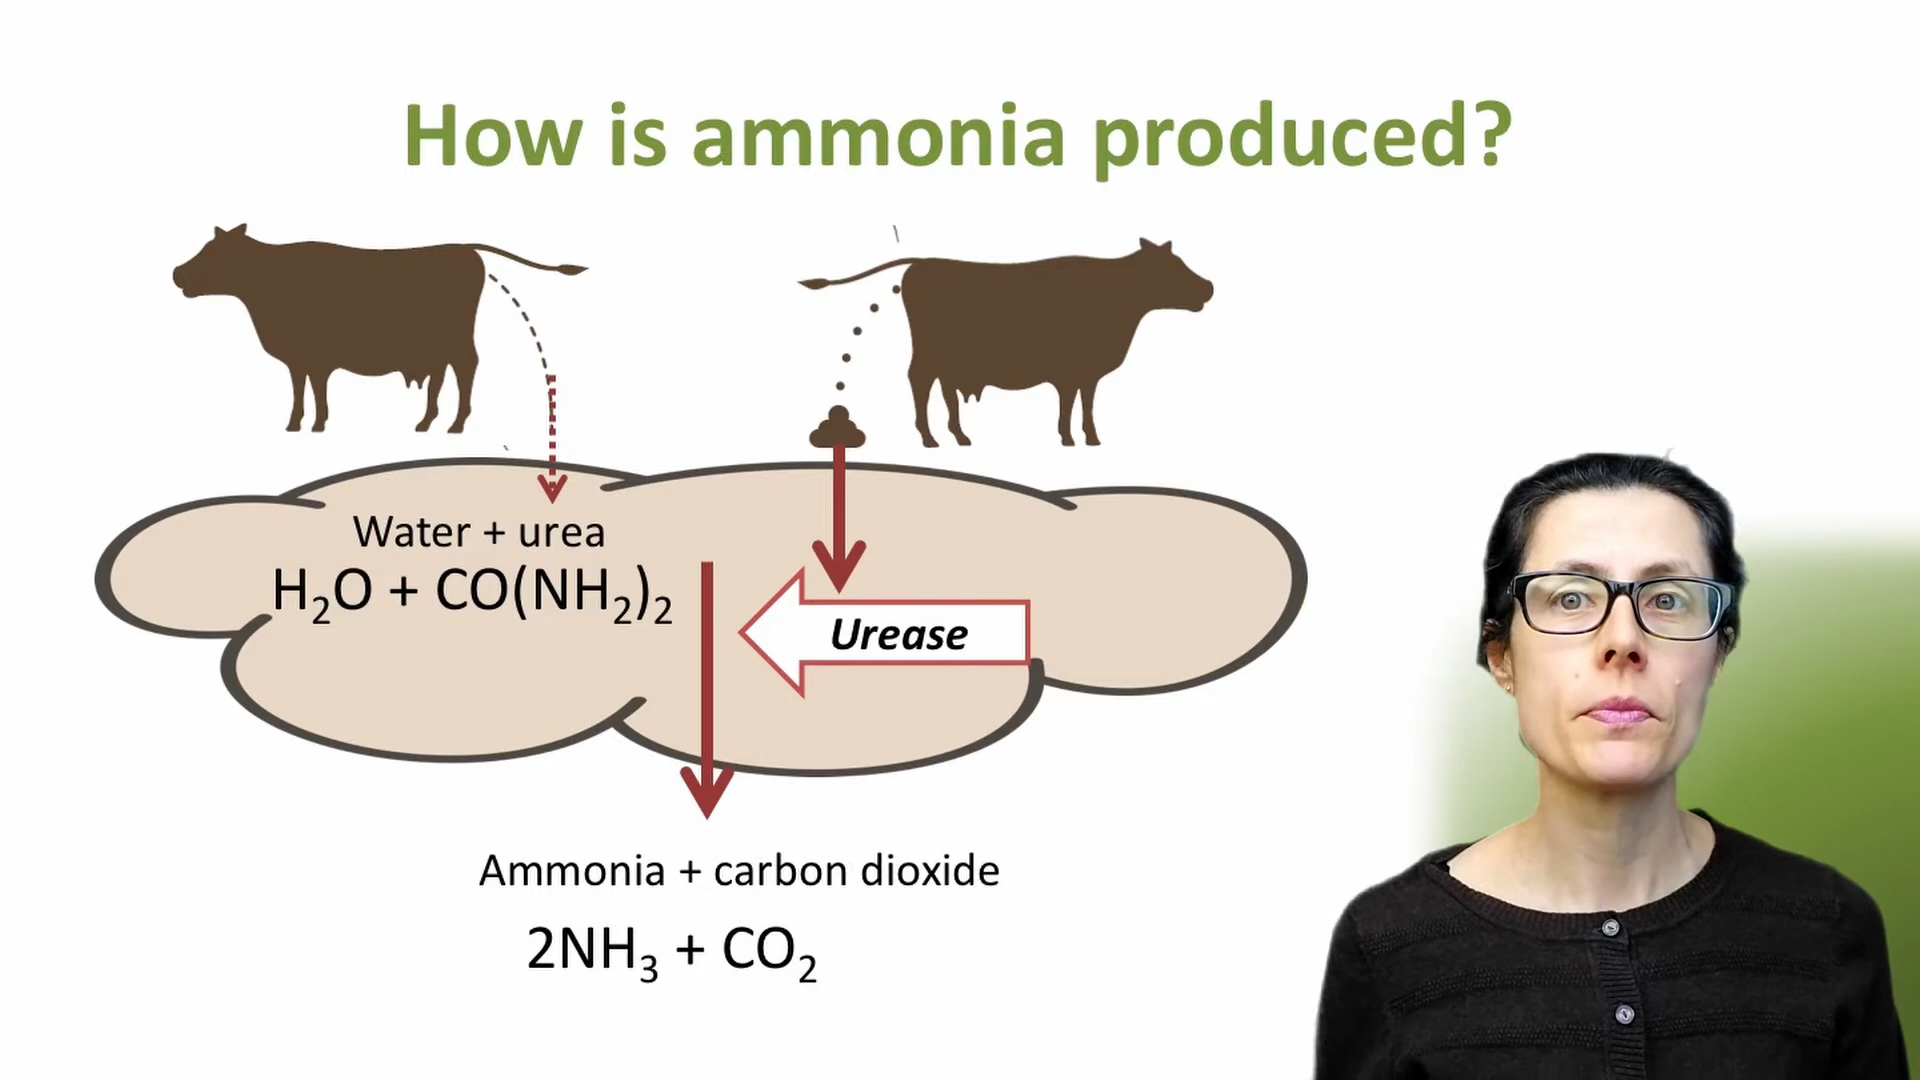 How is ammonia produced?
Water + urea
H₂O + CO(NH₂)₂
Urease
Ammonia + carbon dioxide
2NH₃ + CO₂